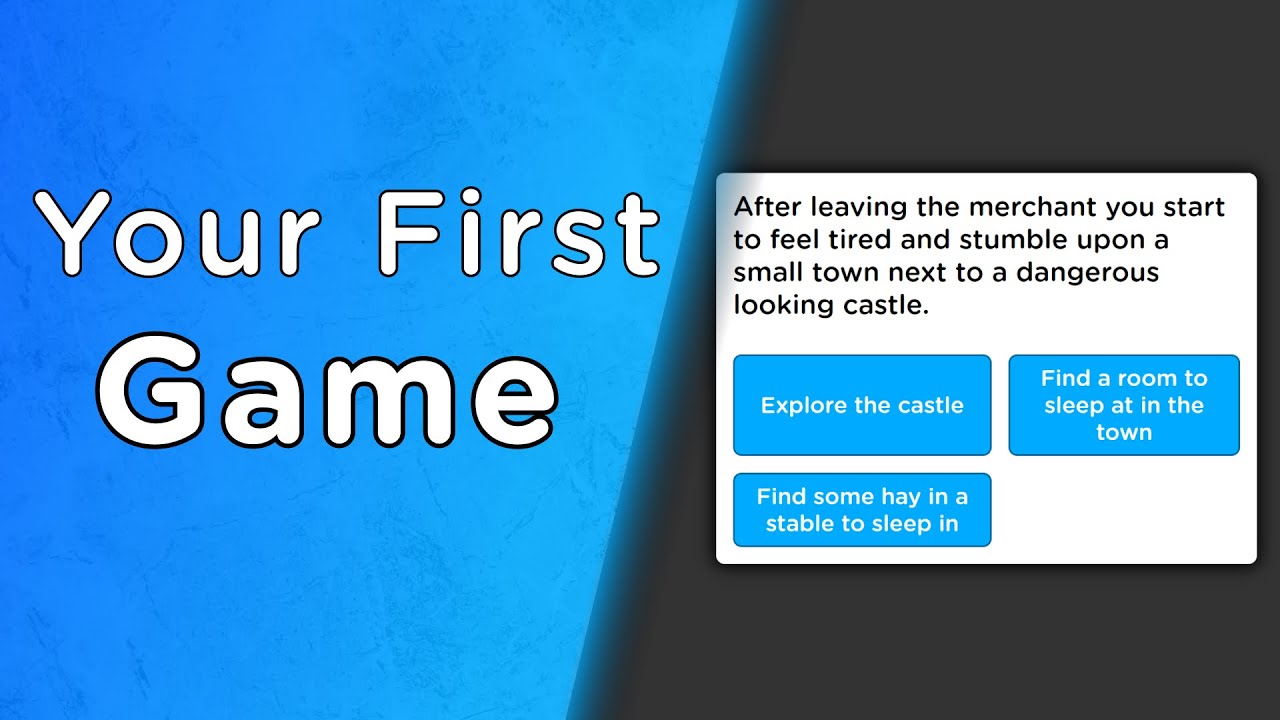 Your First
Game
After leaving the merchant you start
to feel tired and stumble upon a
small town next to a dangerous
looking castle.
Explore the castle
Find a room to
sleep at in the
town
Find some hay in a
stable to sleep in